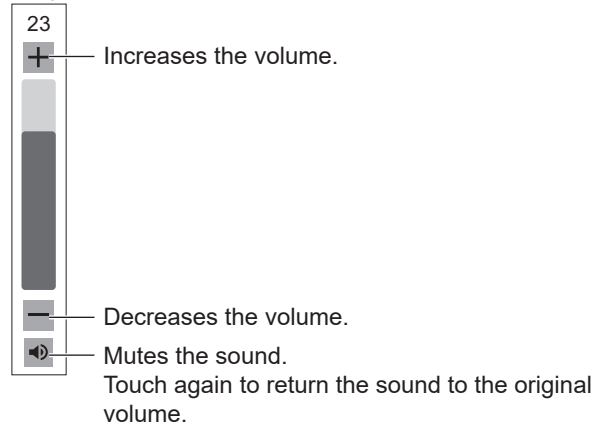 23
Increases the volume.
Decreases the volume.
Mutes the sound.
Touch again to return the sound to the original
volume.